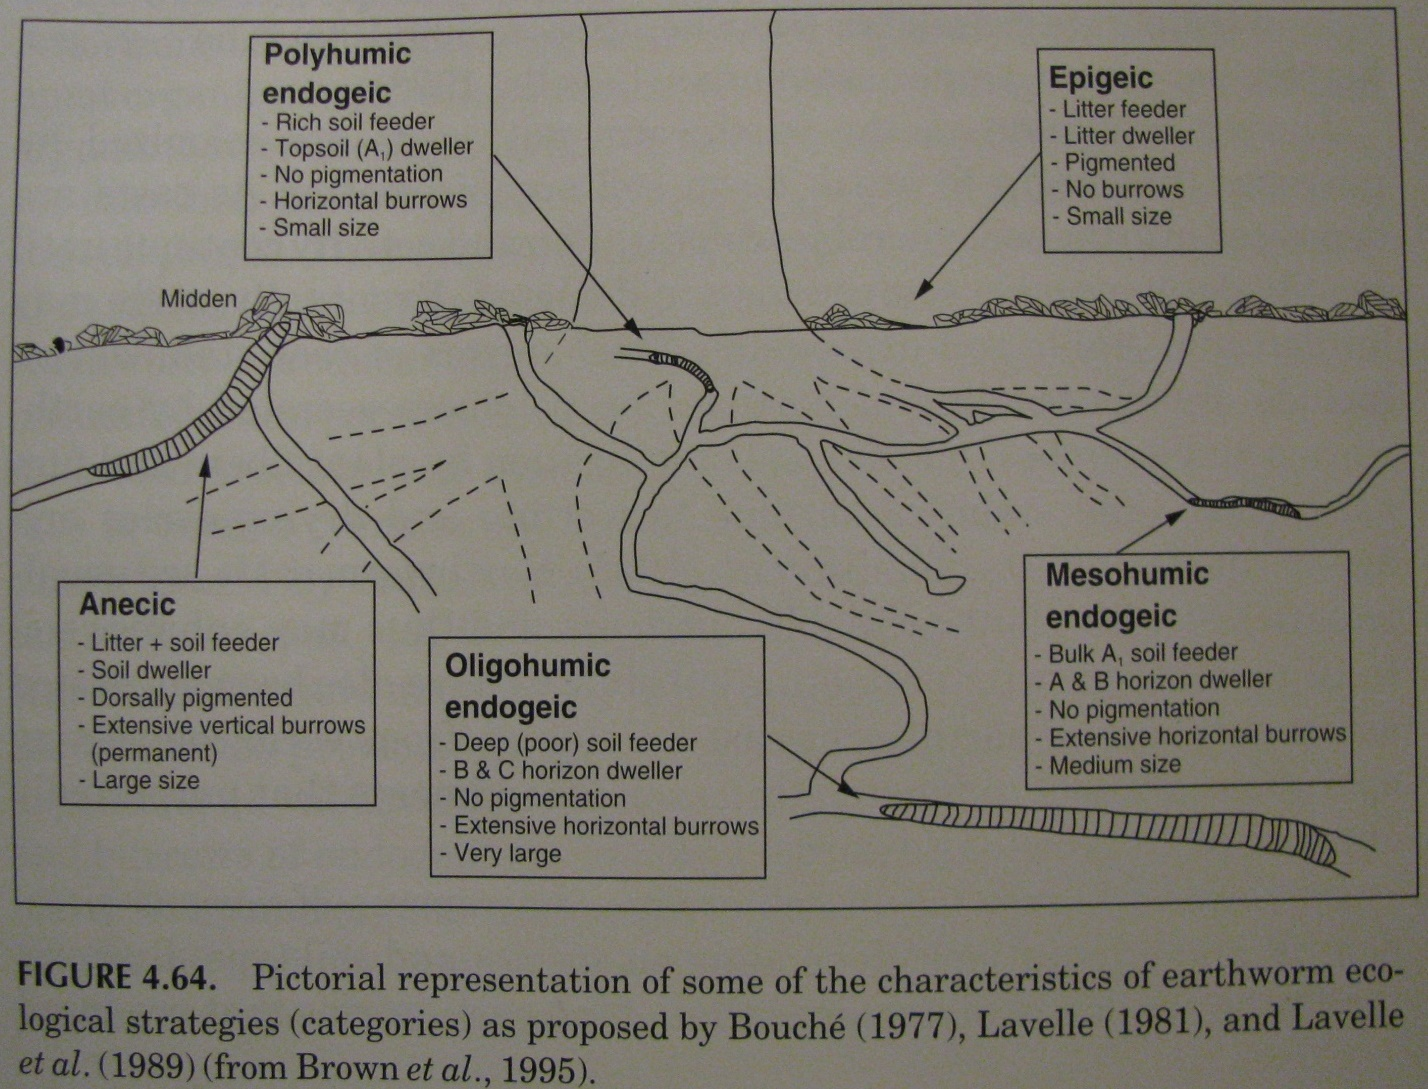 Polyhumic
endogeic
- Rich soil feeder
- Topsoil (A₁) dweller
- No pigmentation
- Horizontal burrows
- Small size
Epigeic
- Litter feeder
- Litter dweller
- Pigmented
- No burrows
- Small size
Midden
Anecic
- Litter + soil feeder
- Soil dweller
- Dorsally pigmented
- Extensive vertical burrows
(permanent)
- Large size
Oligohumic
endogeic
- Deep (poor) soil feeder
- B & C horizon dweller
- No pigmentation
- Extensive horizontal burrows
- Very large
Mesohumic
endogeic
- Bulk A₁ soil feeder
- A & B horizon dweller
- No pigmentation
- Extensive horizontal burrows
- Medium size
FIGURE 4.64. Pictorial representation of some of the characteristics of earthworm eco-
logical strategies (categories) as proposed by Bouché (1977), Lavelle (1981), and Lavelle
et al. (1989) (from Brown et al., 1995).